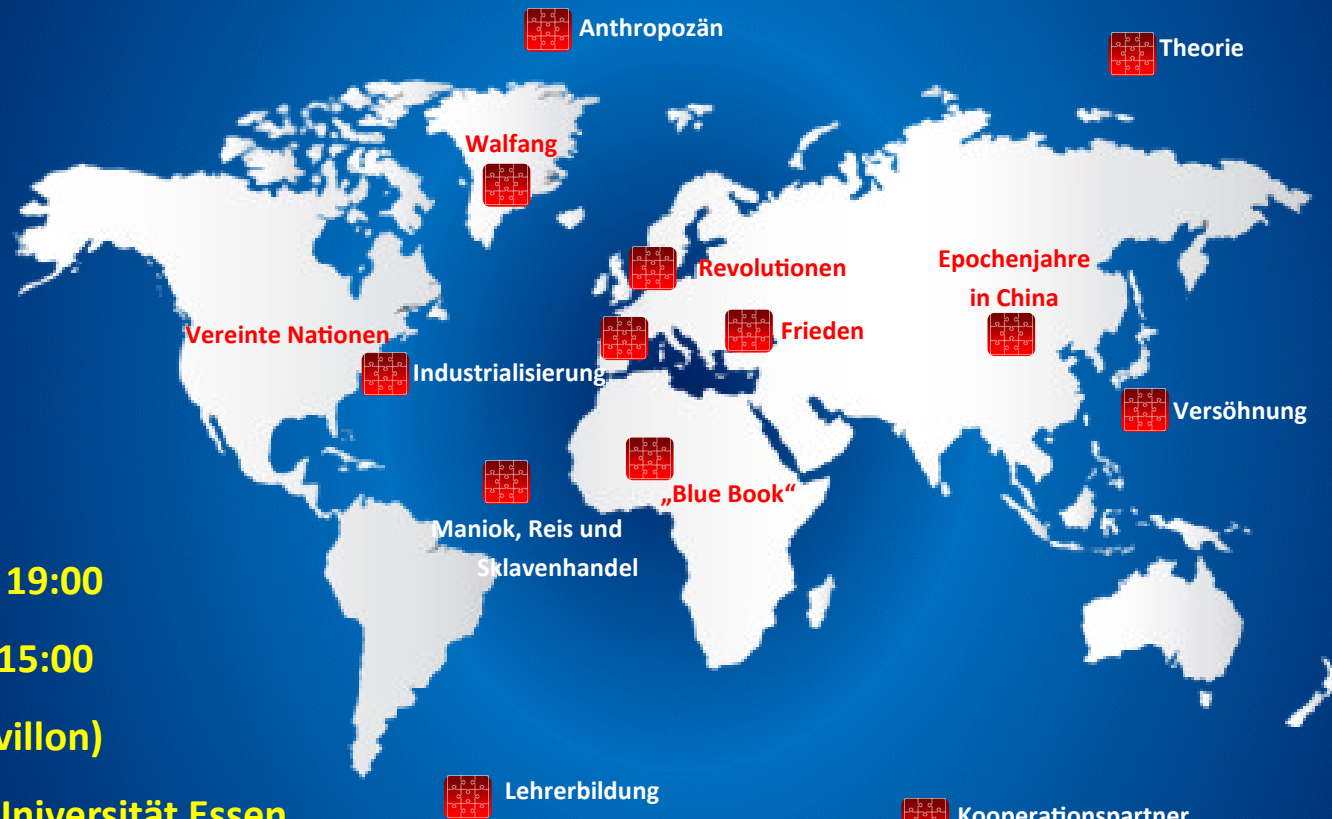 Anthropozän
Theorie
Walfang
Revolutionen
Epochenjahre
in China
Vereinte Nationen
Frieden
Industrialisierung
Versöhnung
„Blue Book“
Maniok, Reis und
Sklavenhandel
19:00
15:00
villon)
Universität Essen
Lehrerbildung
Kooperationspartner